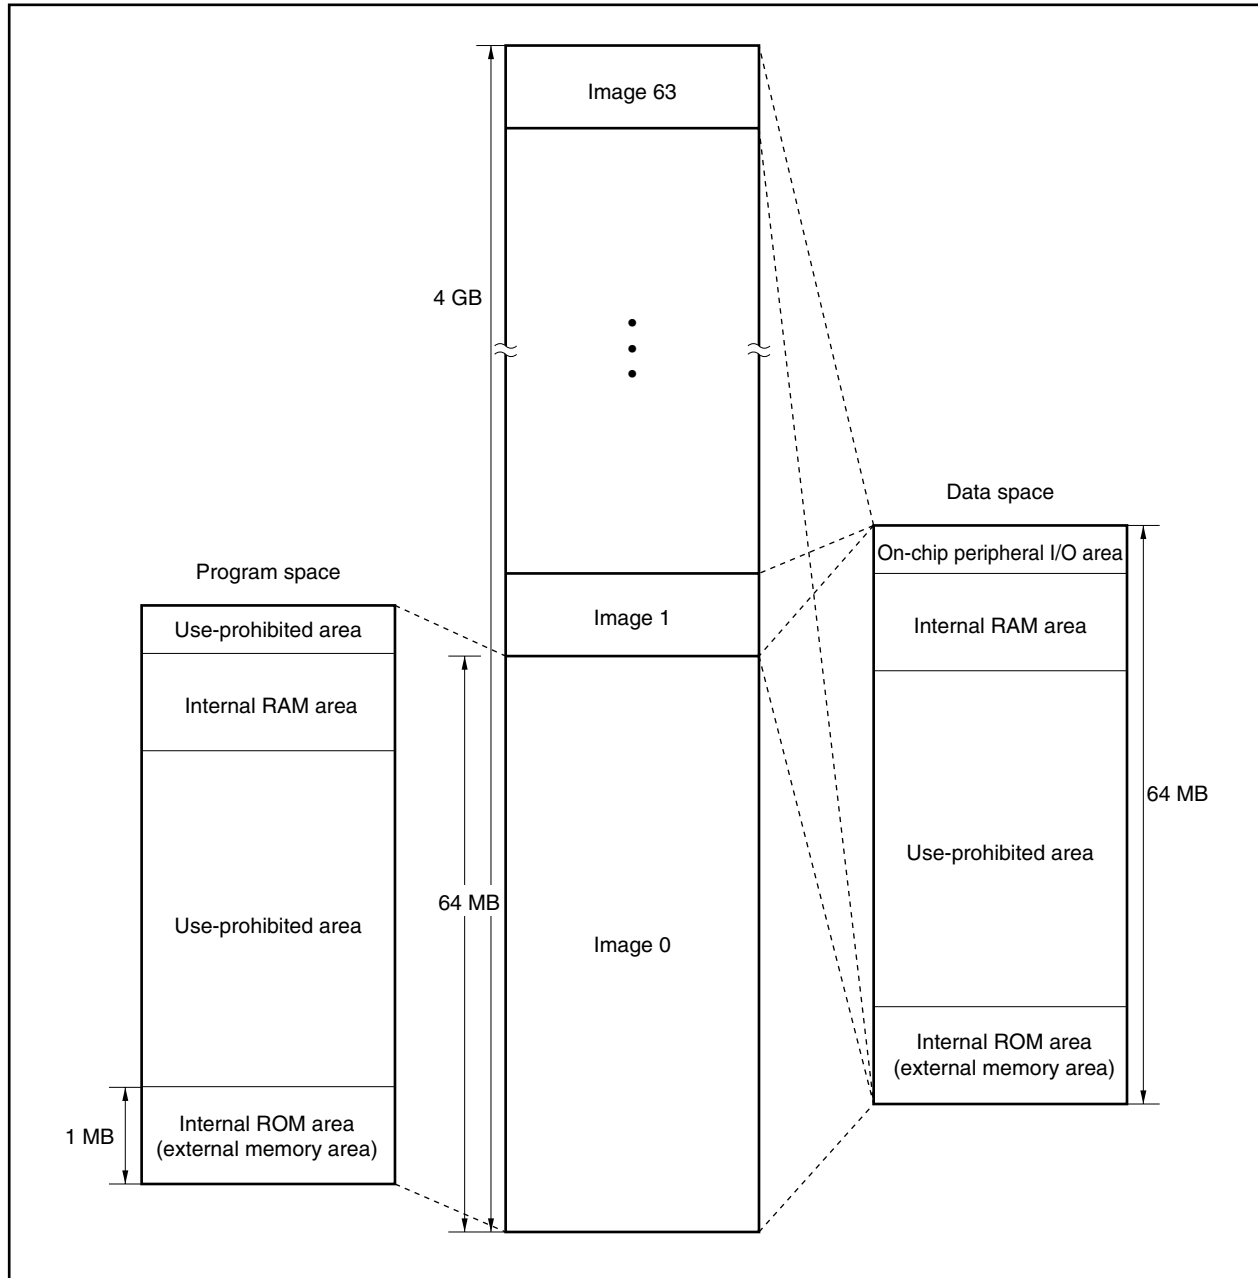 Image 63
4 GB
Data space
On-chip peripheral I/O area
Program space
Image 1
Internal RAM area
Use-prohibited area
Internal RAM area
64 MB
Use-prohibited area
64 MB
Use-prohibited area
Image 0
Internal ROM area
(external memory area)
1 MB
Internal ROM area
(external memory area)